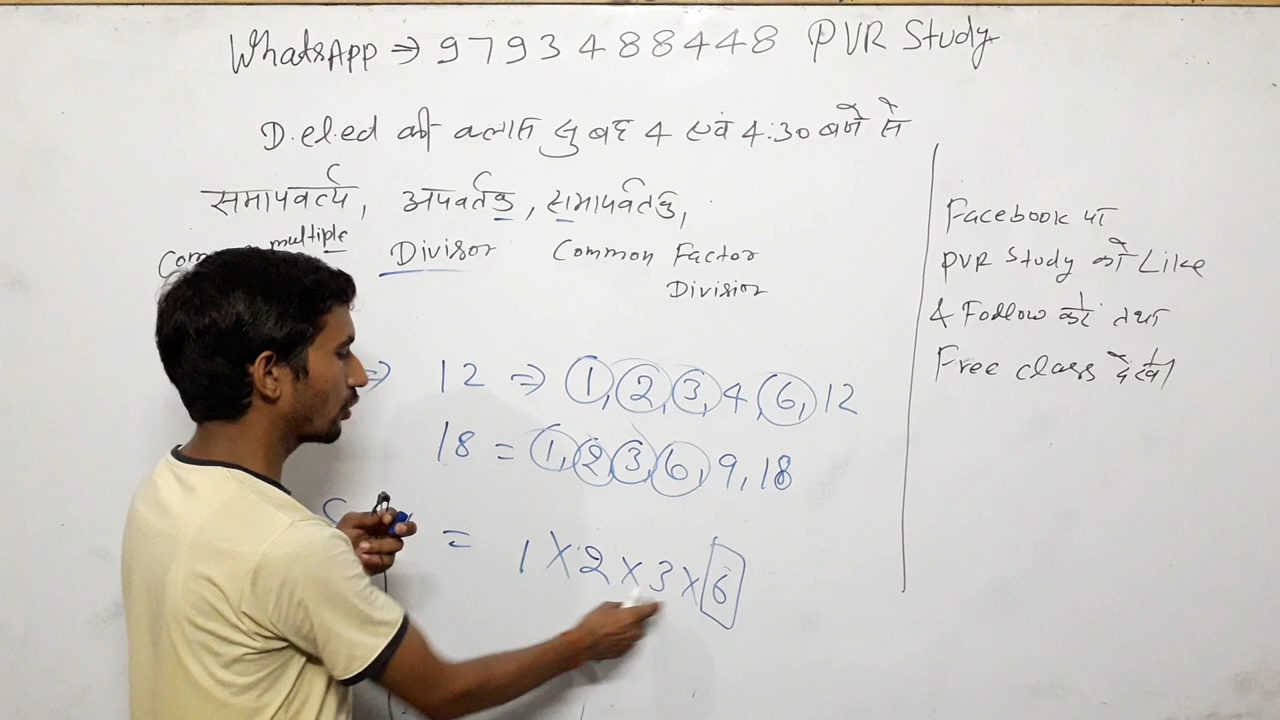 WhatsApp ⇒ 9793488448 PVR Study
D.eled की क्लास सुबह 4 एवं 4:30 बजे से
समापवर्त्य, अपवर्तक, समापवर्तक,
Com multiple Divisor Common Factor
Division
⇒ 12 ⇒ 1, 2, 3, 4, 6, 12
18 = 1, 2, 3, 6, 9, 18
= 1 X 2 X 3 X 6
Facebook पर
PVR Study को Like
& Follow करें तथा
Free class देखें।